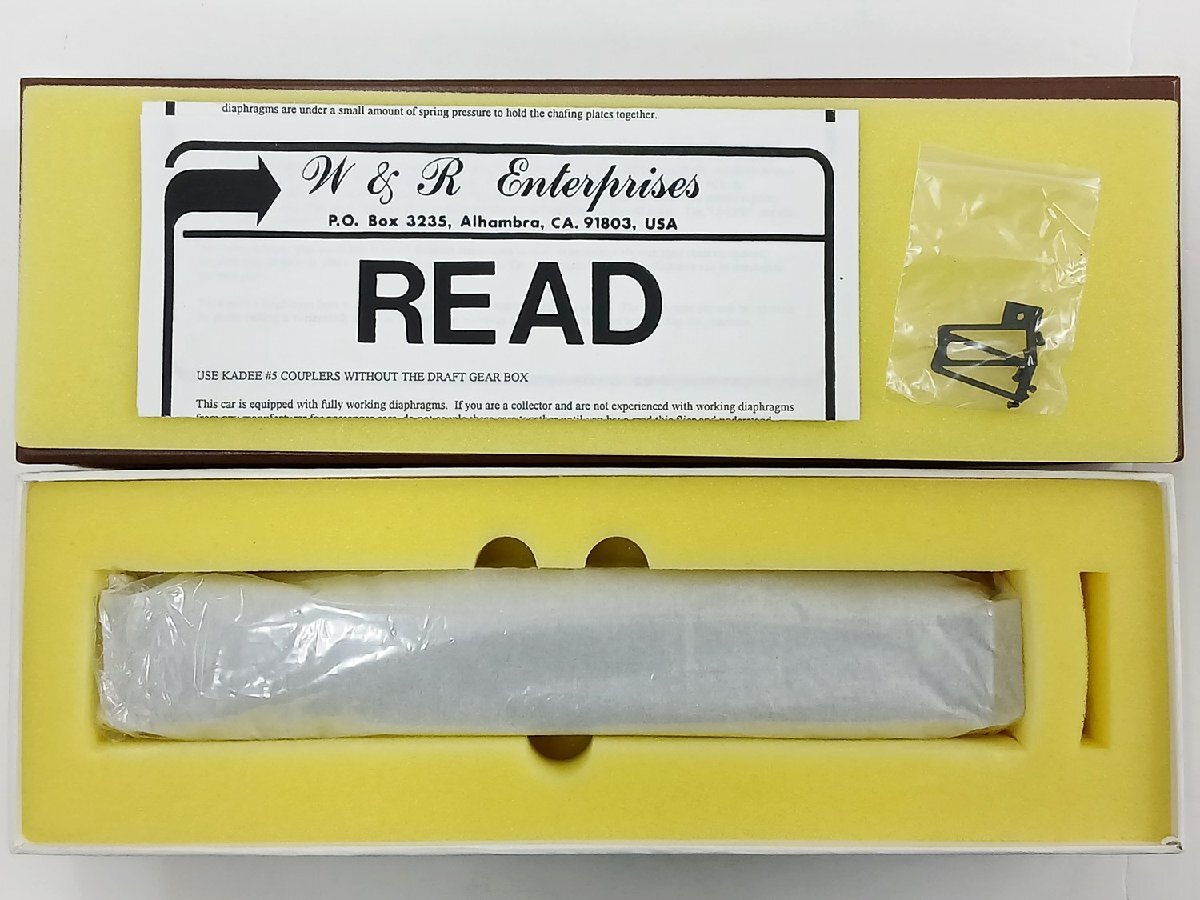 diaphragms are under a small amount of spring pressure to hold the chafing plates together.
W & R Enterprises
P.O. Box 3235, Alhambra, CA. 91803, USA
READ
USE KADEE #5 COUPLERS WITHOUT THE DRAFT GEAR BOX
This car is equipped with fully working diaphragms. If you are a collector and are not experienced with working diaphragms